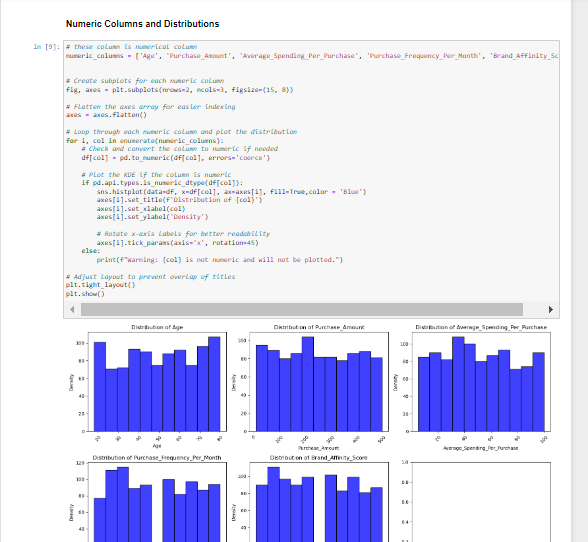 Numeric Columns and Distributions
In [9]: # these column is numerical column
numeric_columns = ['Age', 'Purchase_Amount', 'Average_Spending_Per_Purchase', 'Purchase_Frequency_Per_Month', 'Brand_Affinity_Sc
# Create subplots for each numeric column
fig, axes = plt.subplots(nrows=2, ncols=3, figsize=(15, 8))
# Flatten the axes array for easier indexing
axes = axes.flatten()
# Loop through each numeric column and plot the distribution
for i, col in enumerate(numeric_columns):
# Check and convert the column to numeric if needed
df[col] = pd.to_numeric(df[col], errors='coerce')
# Plot the KDE if the column is numeric
if pd.api.types.is_numeric_dtype(df[col]):
sns.histplot(data=df, x=df[col], ax=axes[i], fill=True,color = 'Blue')
axes[i].set_title(f'Distribution of {col}')
axes[i].set_xlabel(col)
axes[i].set_ylabel('Density')
# Rotate x-axis labels for better readability
axes[i].tick_params(axis='x', rotation=45)
else:
print(f"Warning: {col} is not numeric and will not be plotted.")
# Adjust layout to prevent overlap of titles
plt.tight_layout()
plt.show()
Distribution of Age
Distribution of Purchase_Amount
Distribution of Average_Spending_Per_Purchase
100
80
60
40
20
0
Density
20 30 40 50 60 70 80
Age
100
80
60
40
20
0
Density
0 100 200 300 400 500
Purchase_Amount
100
80
60
40
20
0
Density
20 40 60 80 100
Average_Spending_Per_Purchase
Distribution of Purchase_Frequency_Per_Month
Distribution of Brand_Affinity_Score
120
100
80
60
40
Density
100
80
60
40
Density
1.0
0.8
0.6
0.4